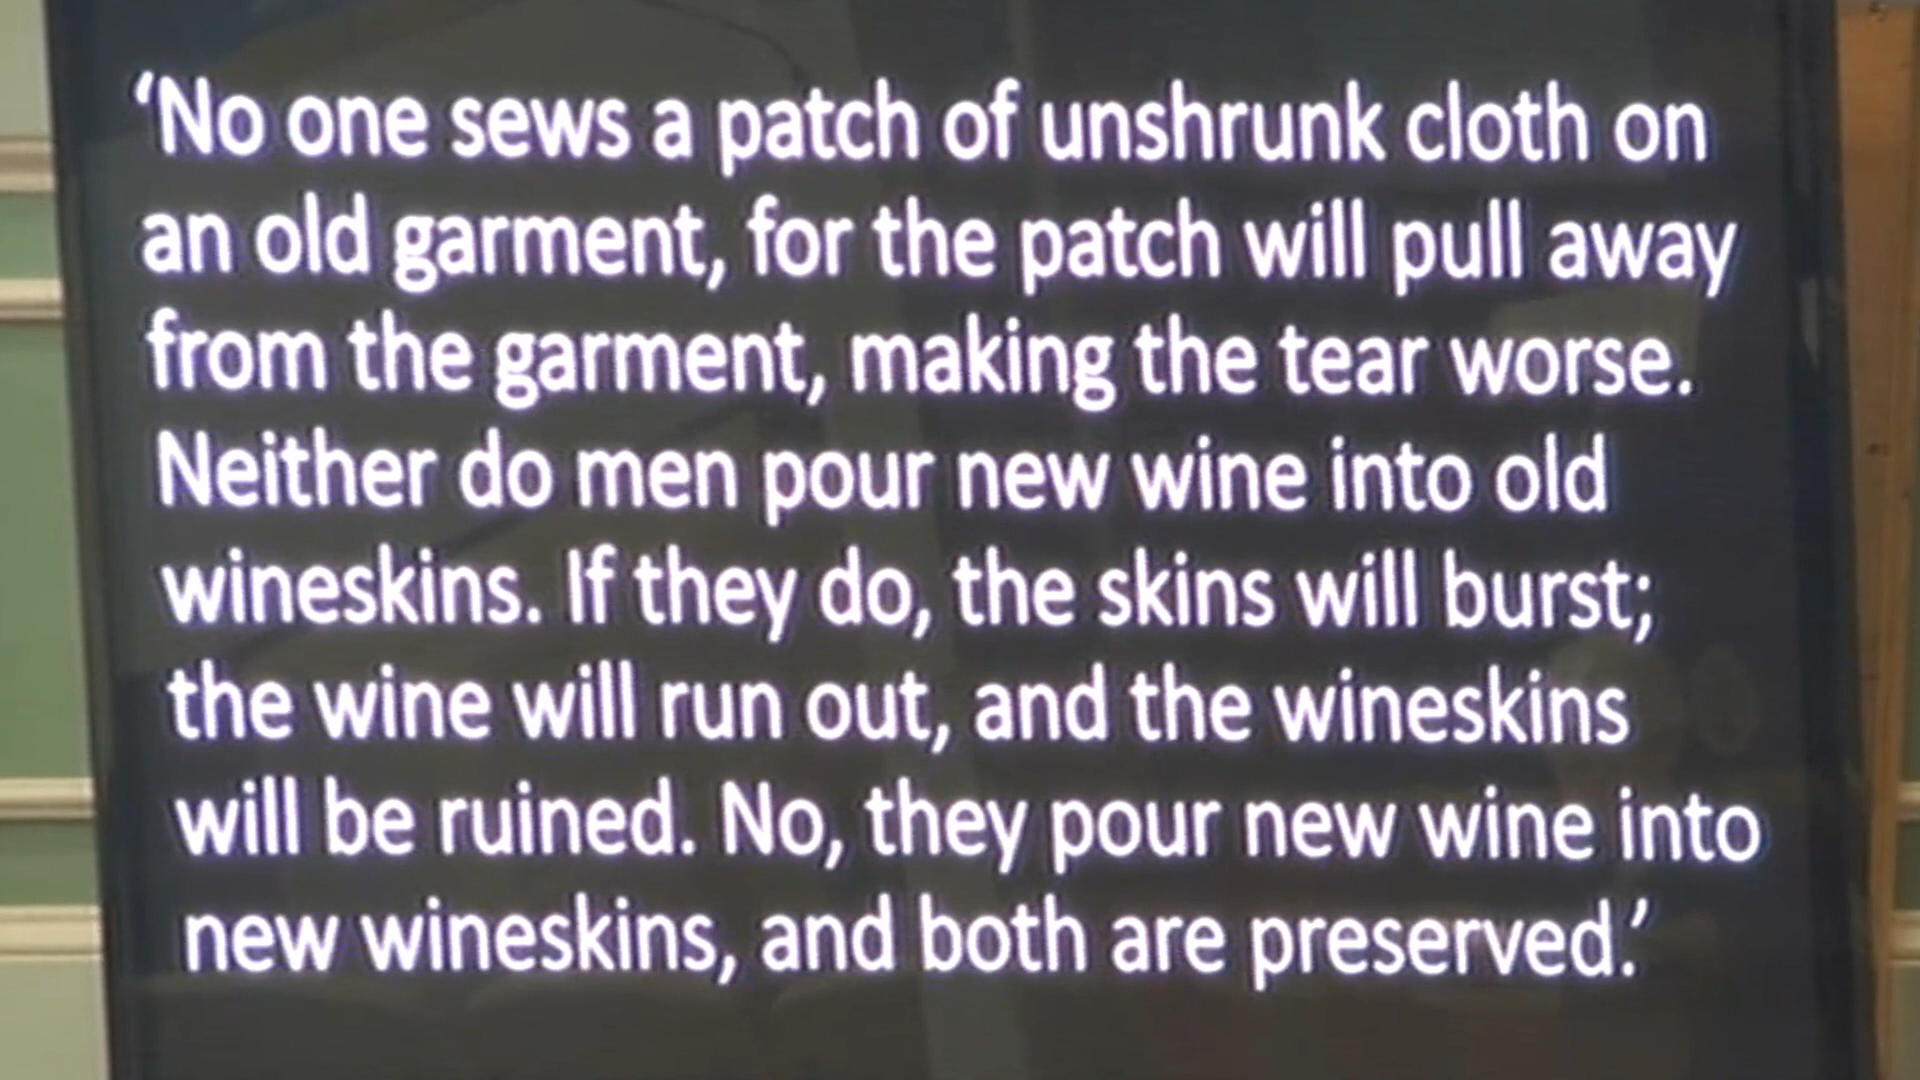 ‘No one sews a patch of unshrunk cloth on
an old garment, for the patch will pull away
from the garment, making the tear worse.
Neither do men pour new wine into old
wineskins. If they do, the skins will burst;
the wine will run out, and the wineskins
will be ruined. No, they pour new wine into
new wineskins, and both are preserved.’